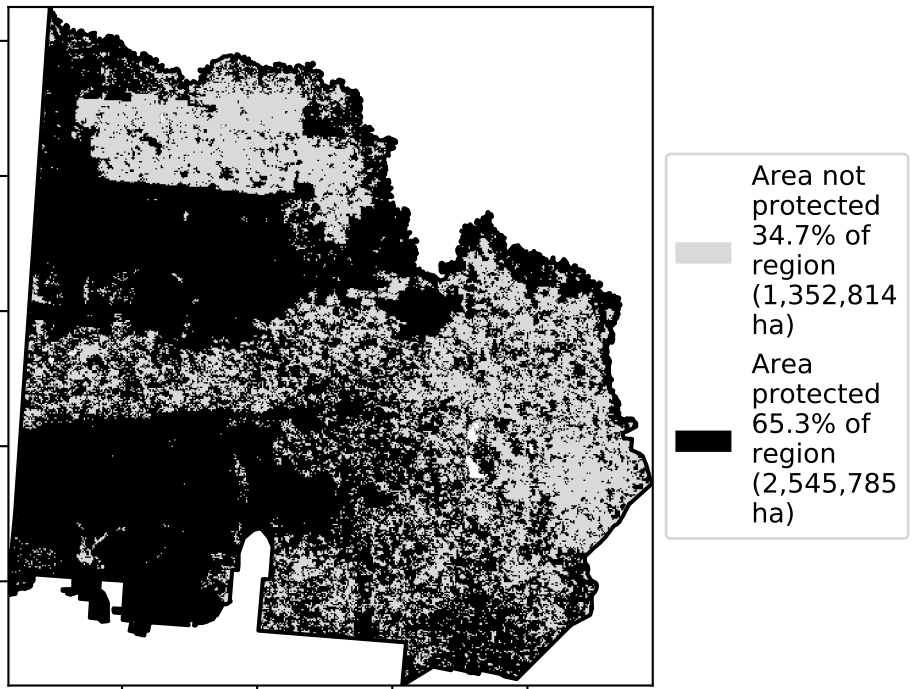 Area not
protected
34.7% of
region
(1,352,814
ha)
Area
protected
65.3% of
region
(2,545,785
ha)